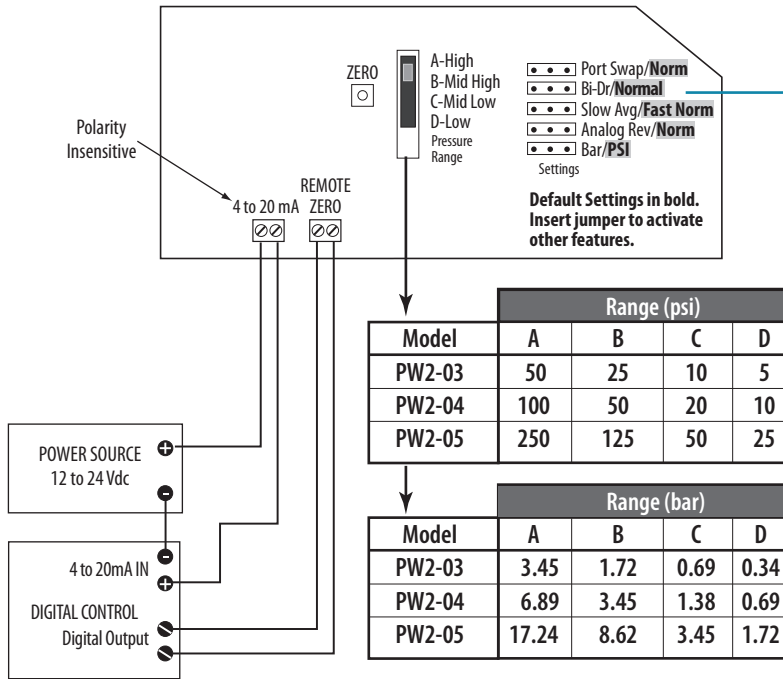 ZERO
A-High
B-Mid High
C-Mid Low
D-Low
Pressure
Range
Port Swap/Norm
Bi-Dr/Normal
Slow Avg/Fast Norm
Analog Rev/Norm
Bar/PSI
Settings
Default Settings in bold.
Insert jumper to activate
other features.
Polarity
Insensitive
4 to 20 mA
REMOTE
ZERO
Range (psi)
Model A B C D
PW2-03 50 25 10 5
PW2-04 100 50 20 10
PW2-05 250 125 50 25
POWER SOURCE
12 to 24 Vdc
+
-
Range (bar)
Model A B C D
PW2-03 3.45 1.72 0.69 0.34
PW2-04 6.89 3.45 1.38 0.69
PW2-05 17.24 8.62 3.45 1.72
-
4 to 20mA IN
+
DIGITAL CONTROL
Digital Output